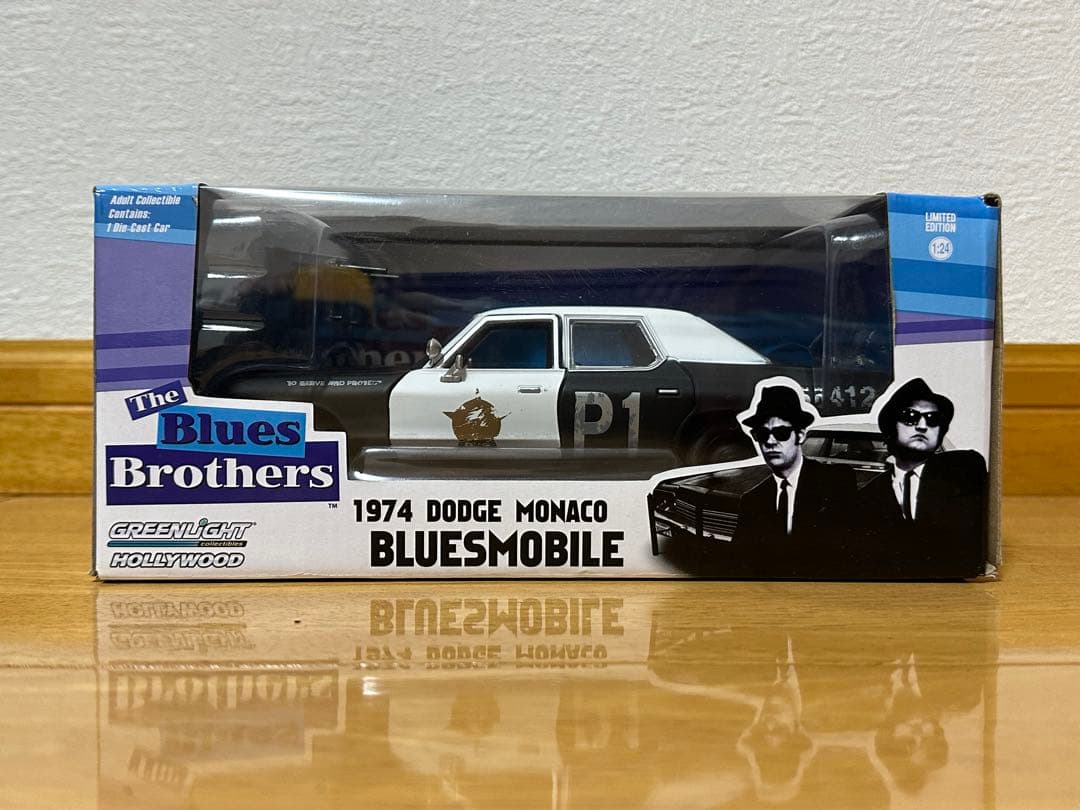 Adult Collectible
Contains:
1 Die-Cast Car
LIMITED
EDITION
1:24
TO SERVE AND PROTECT
P1
The
Blues
Brothers
™
GREENLIGHT
collectibles
HOLLYWOOD
1974 DODGE MONACO
BLUESMOBILE